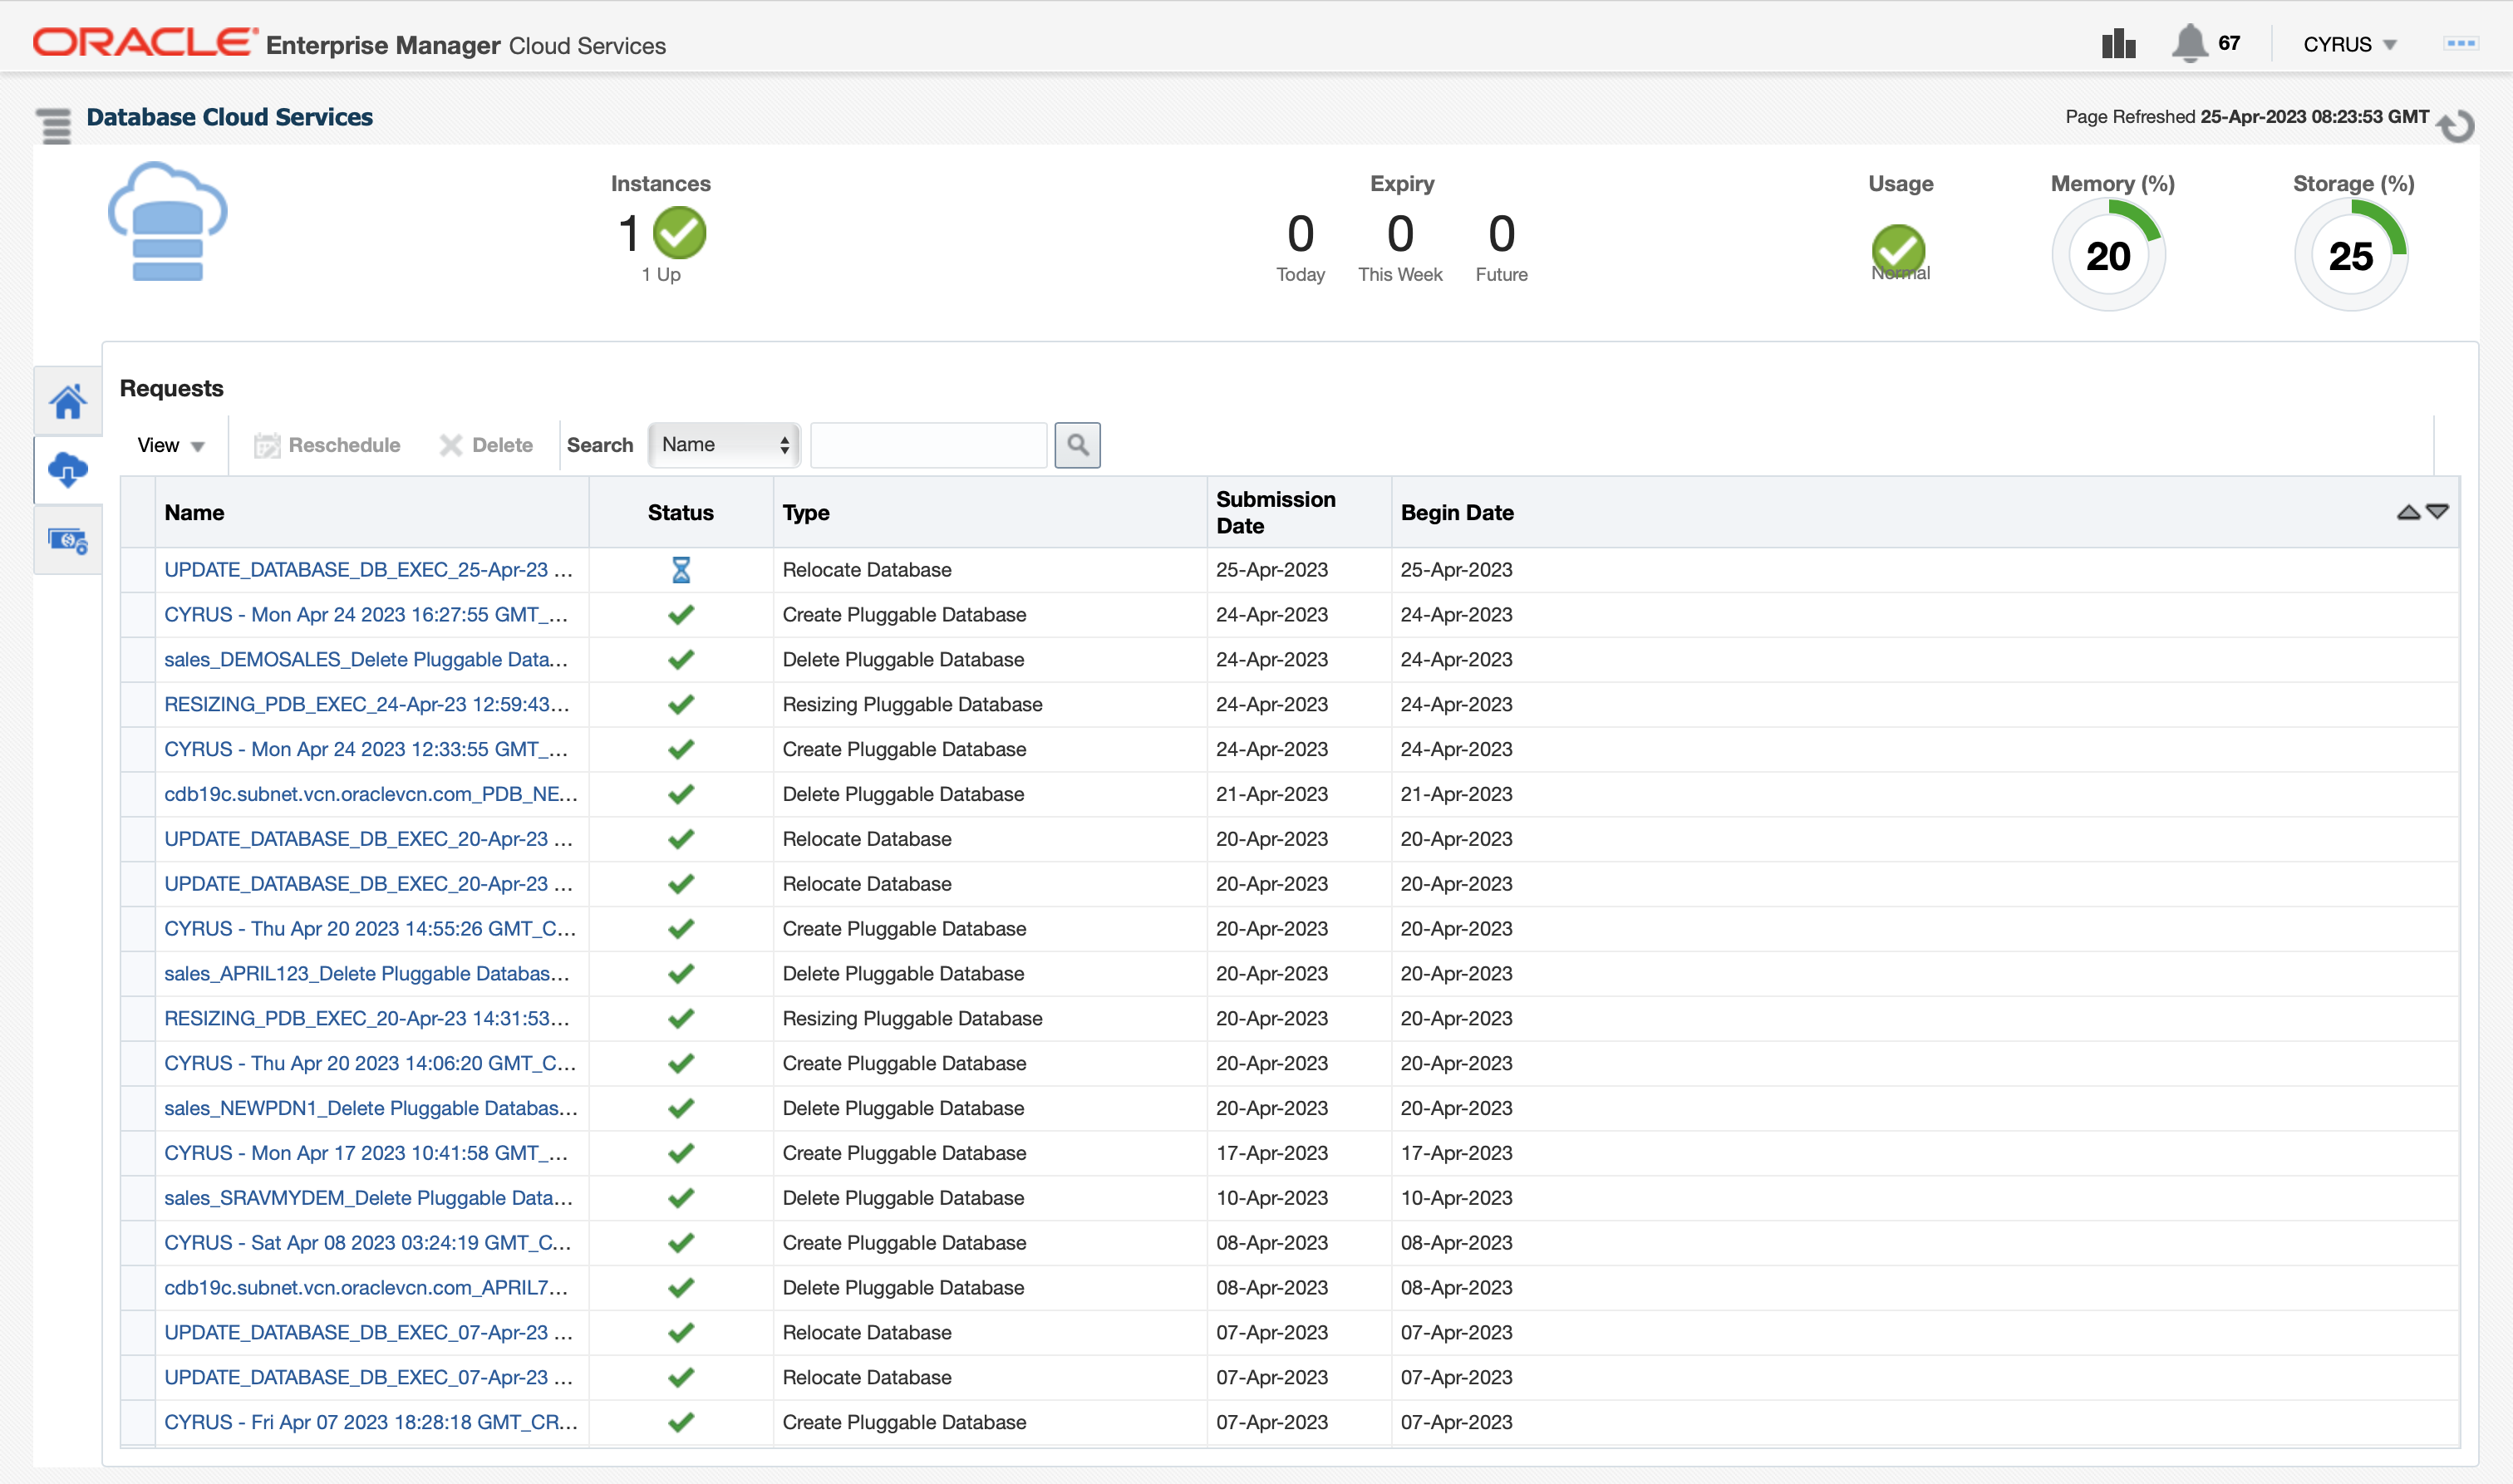 ORACLE Enterprise Manager Cloud Services
67
CYRUS
Database Cloud Services
Page Refreshed 25-Apr-2023 08:23:53 GMT
Instances
1
1 Up
Expiry
0 0 0
Today This Week Future
Usage
Normal
Memory (%)
20
Storage (%)
25
Requests
View Reschedule Delete Search Name
Name Status Type Submission Date Begin Date
UPDATE_DATABASE_DB_EXEC_25-Apr-23 ... Relocate Database 25-Apr-2023 25-Apr-2023
CYRUS - Mon Apr 24 2023 16:27:55 GMT_... Create Pluggable Database 24-Apr-2023 24-Apr-2023
sales_DEMOSALES_Delete Pluggable Data... Delete Pluggable Database 24-Apr-2023 24-Apr-2023
RESIZING_PDB_EXEC_24-Apr-23 12:59:43... Resizing Pluggable Database 24-Apr-2023 24-Apr-2023
CYRUS - Mon Apr 24 2023 12:33:55 GMT_... Create Pluggable Database 24-Apr-2023 24-Apr-2023
cdb19c.subnet.vcn.oraclevcn.com_PDB_NE... Delete Pluggable Database 21-Apr-2023 21-Apr-2023
UPDATE_DATABASE_DB_EXEC_20-Apr-23 ... Relocate Database 20-Apr-2023 20-Apr-2023
UPDATE_DATABASE_DB_EXEC_20-Apr-23 ... Relocate Database 20-Apr-2023 20-Apr-2023
CYRUS - Thu Apr 20 2023 14:55:26 GMT_C... Create Pluggable Database 20-Apr-2023 20-Apr-2023
sales_APRIL123_Delete Pluggable Databas... Delete Pluggable Database 20-Apr-2023 20-Apr-2023
RESIZING_PDB_EXEC_20-Apr-23 14:31:53... Resizing Pluggable Database 20-Apr-2023 20-Apr-2023
CYRUS - Thu Apr 20 2023 14:06:20 GMT_C... Create Pluggable Database 20-Apr-2023 20-Apr-2023
sales_NEWPDN1_Delete Pluggable Databas... Delete Pluggable Database 20-Apr-2023 20-Apr-2023
CYRUS - Mon Apr 17 2023 10:41:58 GMT_... Create Pluggable Database 17-Apr-2023 17-Apr-2023
sales_SRAVMYDEM_Delete Pluggable Data... Delete Pluggable Database 10-Apr-2023 10-Apr-2023
CYRUS - Sat Apr 08 2023 03:24:19 GMT_C... Create Pluggable Database 08-Apr-2023 08-Apr-2023
cdb19c.subnet.vcn.oraclevcn.com_APRIL7... Delete Pluggable Database 08-Apr-2023 08-Apr-2023
UPDATE_DATABASE_DB_EXEC_07-Apr-23 ... Relocate Database 07-Apr-2023 07-Apr-2023
UPDATE_DATABASE_DB_EXEC_07-Apr-23 ... Relocate Database 07-Apr-2023 07-Apr-2023
CYRUS - Fri Apr 07 2023 18:28:18 GMT_CR... Create Pluggable Database 07-Apr-2023 07-Apr-2023